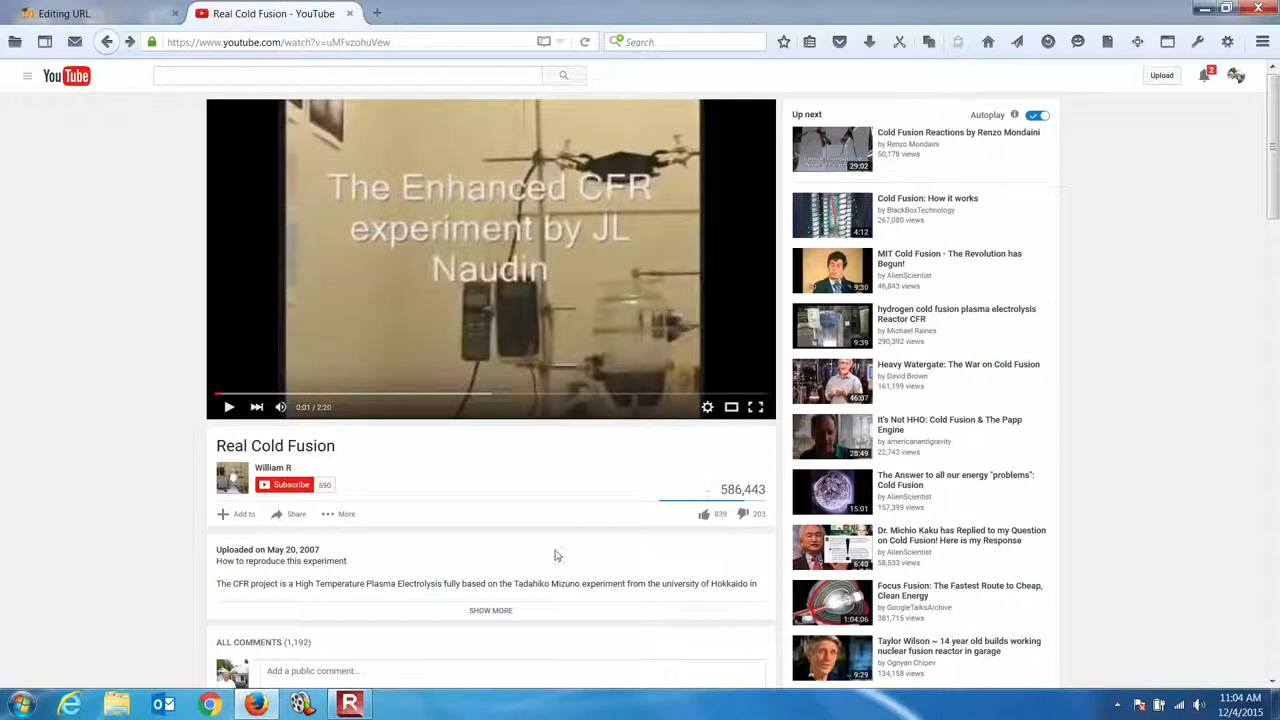 Editing URL
Real Cold Fusion - YouTube
https://www.youtube.com/watch?v=uMFvzohuVew
Search
YouTube
Upload
2
The Enhanced CFR
experiment by JL
Naudin
0:01 / 2:20
Real Cold Fusion
William R
Subscribe 590
586,443
Add to Share More
839 203
Uploaded on May 20, 2007
How to reproduce this experiment
The CFR project is a High Temperature Plasma Electrolysis fully based on the Tadahiko Mizuno experiment from the university of Hokkaido in
SHOW MORE
ALL COMMENTS (1,192)
Add a public comment...
Up next
Autoplay
Cold Fusion Reactions by Renzo Mondaini
by Renzo Mondaini
50,178 views
29:02
Cold Fusion: How it works
by BlackBoxTechnology
267,080 views
4:12
MIT Cold Fusion - The Revolution has
Begun!
by AlienScientist
46,843 views
9:30
hydrogen cold fusion plasma electrolysis
Reactor CFR
by Michael Raines
290,392 views
9:39
Heavy Watergate: The War on Cold Fusion
by David Brown
161,199 views
46:07
It's Not HHO: Cold Fusion & The Papp
Engine
by americanantigravity
22,743 views
28:49
The Answer to all our energy "problems":
Cold Fusion
by AlienScientist
157,399 views
15:01
Dr. Michio Kaku has Replied to my Question
on Cold Fusion! Here is my Response
by AlienScientist
58,533 views
6:40
Focus Fusion: The Fastest Route to Cheap,
Clean Energy
by GoogleTalksArchive
381,715 views
1:04:06
Taylor Wilson ~ 14 year old builds working
nuclear fusion reactor in garage
by Ognyan Chipev
134,158 views
9:29
11:04 AM
12/4/2015